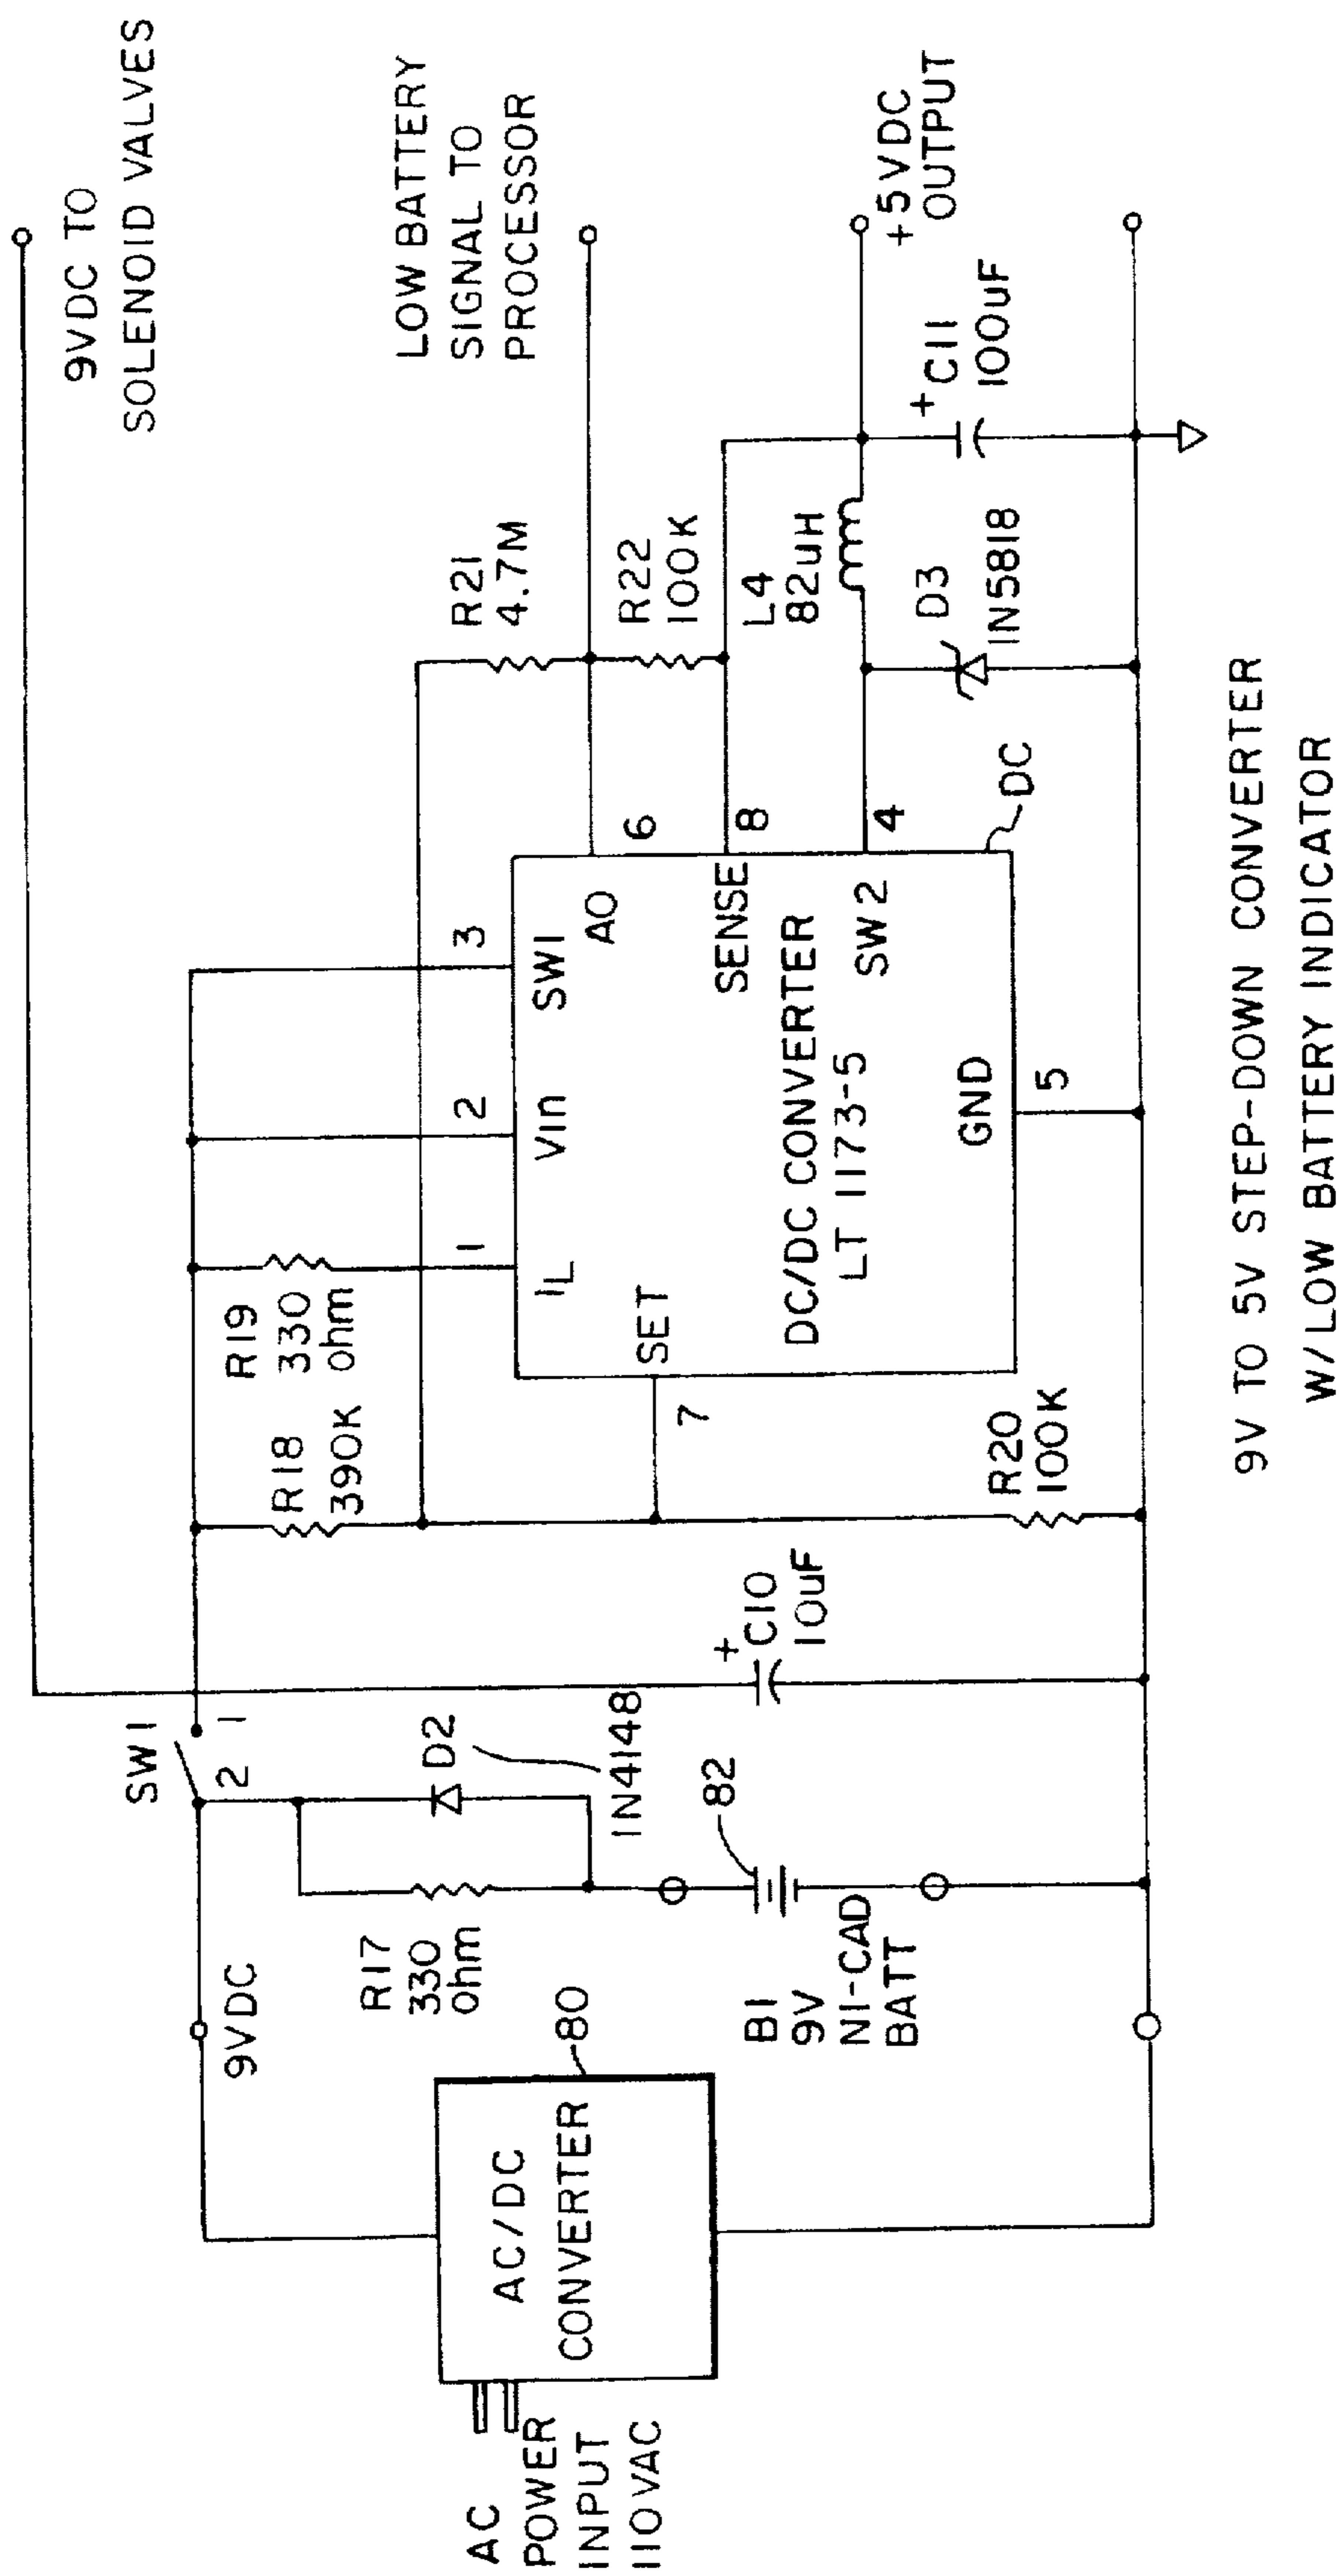 9VDC TO
SOLENOID VALVES
LOW BATTERY
SIGNAL TO
PROCESSOR
SW1
2
1
9VDC
R18
390K
R19
330
ohm
1
2
3
R21
4.7M
R17
330
ohm
D2
1N4148
IL
Vin
SW1
AO
6
R22
100K
SET
7
SENSE
8
AC
POWER
INPUT
110VAC
AC/DC
CONVERTER
80
82
B1
9V
NI-CAD
BATT
+
C10
10uF
DC/DC CONVERTER
LT 1173-5
SW2
4
L4
82uH
+5VDC
OUTPUT
R20
100K
GND
5
DC
D3
1N5818
+
C11
100uF
9V TO 5V STEP-DOWN CONVERTER
W/LOW BATTERY INDICATOR